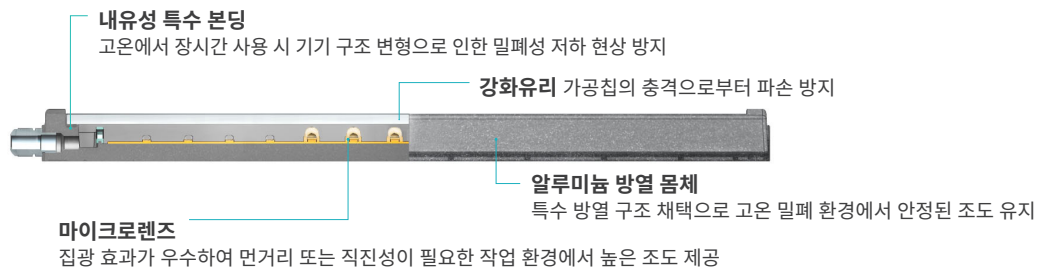 내유성 특수 본딩
고온에서 장시간 사용 시 기기 구조 변형으로 인한 밀폐성 저하 현상 방지
강화유리 가공칩의 충격으로부터 파손 방지
알루미늄 방열 몸체
특수 방열 구조 채택으로 고온 밀폐 환경에서 안정된 조도 유지
마이크로렌즈
집광 효과가 우수하여 먼거리 또는 직진성이 필요한 작업 환경에서 높은 조도 제공